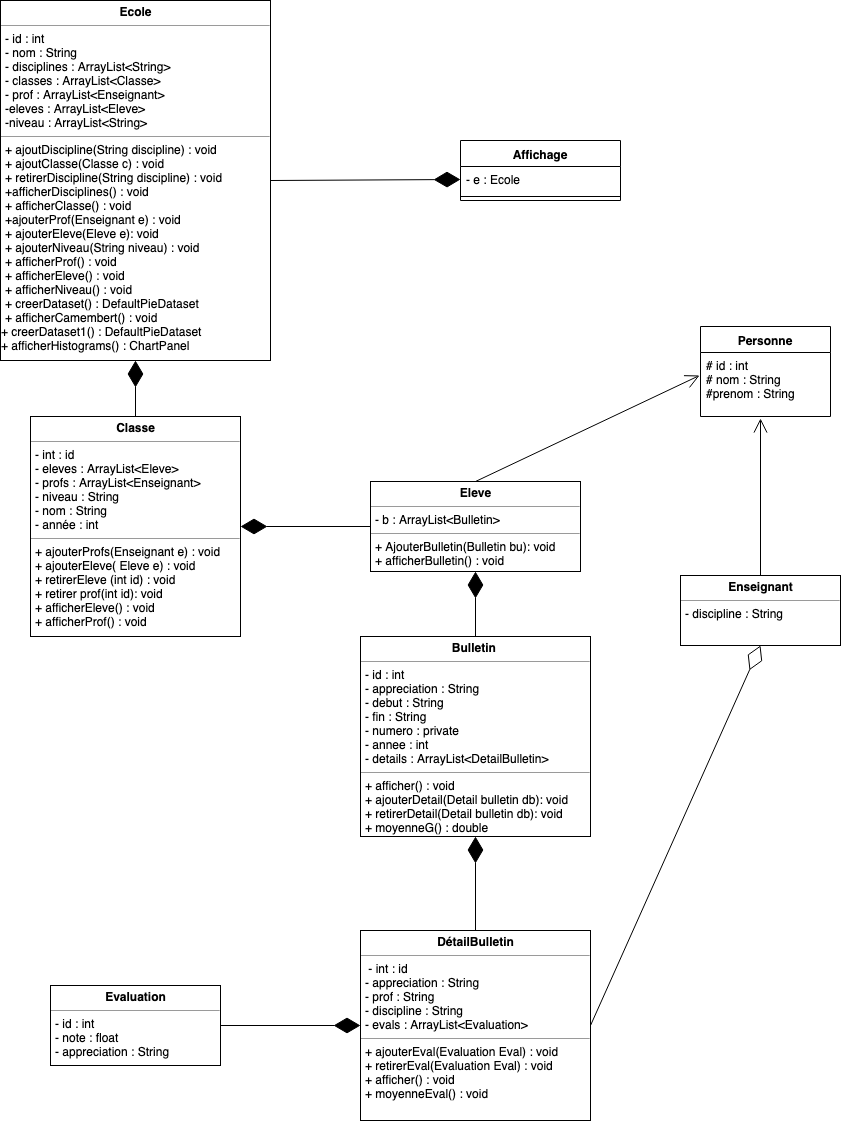 Ecole
- id : int
- nom : String
- disciplines : ArrayList<String>
- classes : ArrayList<Classe>
- prof : ArrayList<Enseignant>
-eleves : ArrayList<Eleve>
-niveau : ArrayList<String>
+ ajoutDiscipline(String discipline) : void
+ ajoutClasse(Classe c) : void
+ retirerDiscipline(String discipline) : void
+afficherDisciplines() : void
+ afficherClasse() : void
+ajouterProf(Enseignant e) : void
+ ajouterEleve(Eleve e): void
+ ajouterNiveau(String niveau) : void
+ afficherProf() : void
+ afficherEleve() : void
+ afficherNiveau() : void
+ creerDataset() : DefaultPieDataset
+ afficherCamembert() : void
+ creerDataset1() : DefaultPieDataset
+ afficherHistograms() : ChartPanel
Affichage
- e : Ecole
Personne
# id : int
# nom : String
#prenom : String
Classe
- int : id
- eleves : ArrayList<Eleve>
- profs : ArrayList<Enseignant>
- niveau : String
- nom : String
- année : int
+ ajouterProfs(Enseignant e) : void
+ ajouterEleve( Eleve e) : void
+ retirerEleve (int id) : void
+ retirer prof(int id): void
+ afficherEleve() : void
+ afficherProf() : void
Eleve
- b : ArrayList<Bulletin>
+ AjouterBulletin(Bulletin bu): void
+ afficherBulletin() : void
Enseignant
- discipline : String
Bulletin
- id : int
- appreciation : String
- debut : String
- fin : String
- numero : private
- annee : int
- details : ArrayList<DetailBulletin>
+ afficher() : void
+ ajouterDetail(Detail bulletin db): void
+ retirerDetail(Detail bulletin db): void
+ moyenneG() : double
DétailBulletin
- int : id
- appreciation : String
- prof : String
- discipline : String
- evals : ArrayList<Evaluation>
+ ajouterEval(Evaluation Eval) : void
+ retirerEval(Evaluation Eval) : void
+ afficher() : void
+ moyenneEval() : void
Evaluation
- id : int
- note : float
- appreciation : String